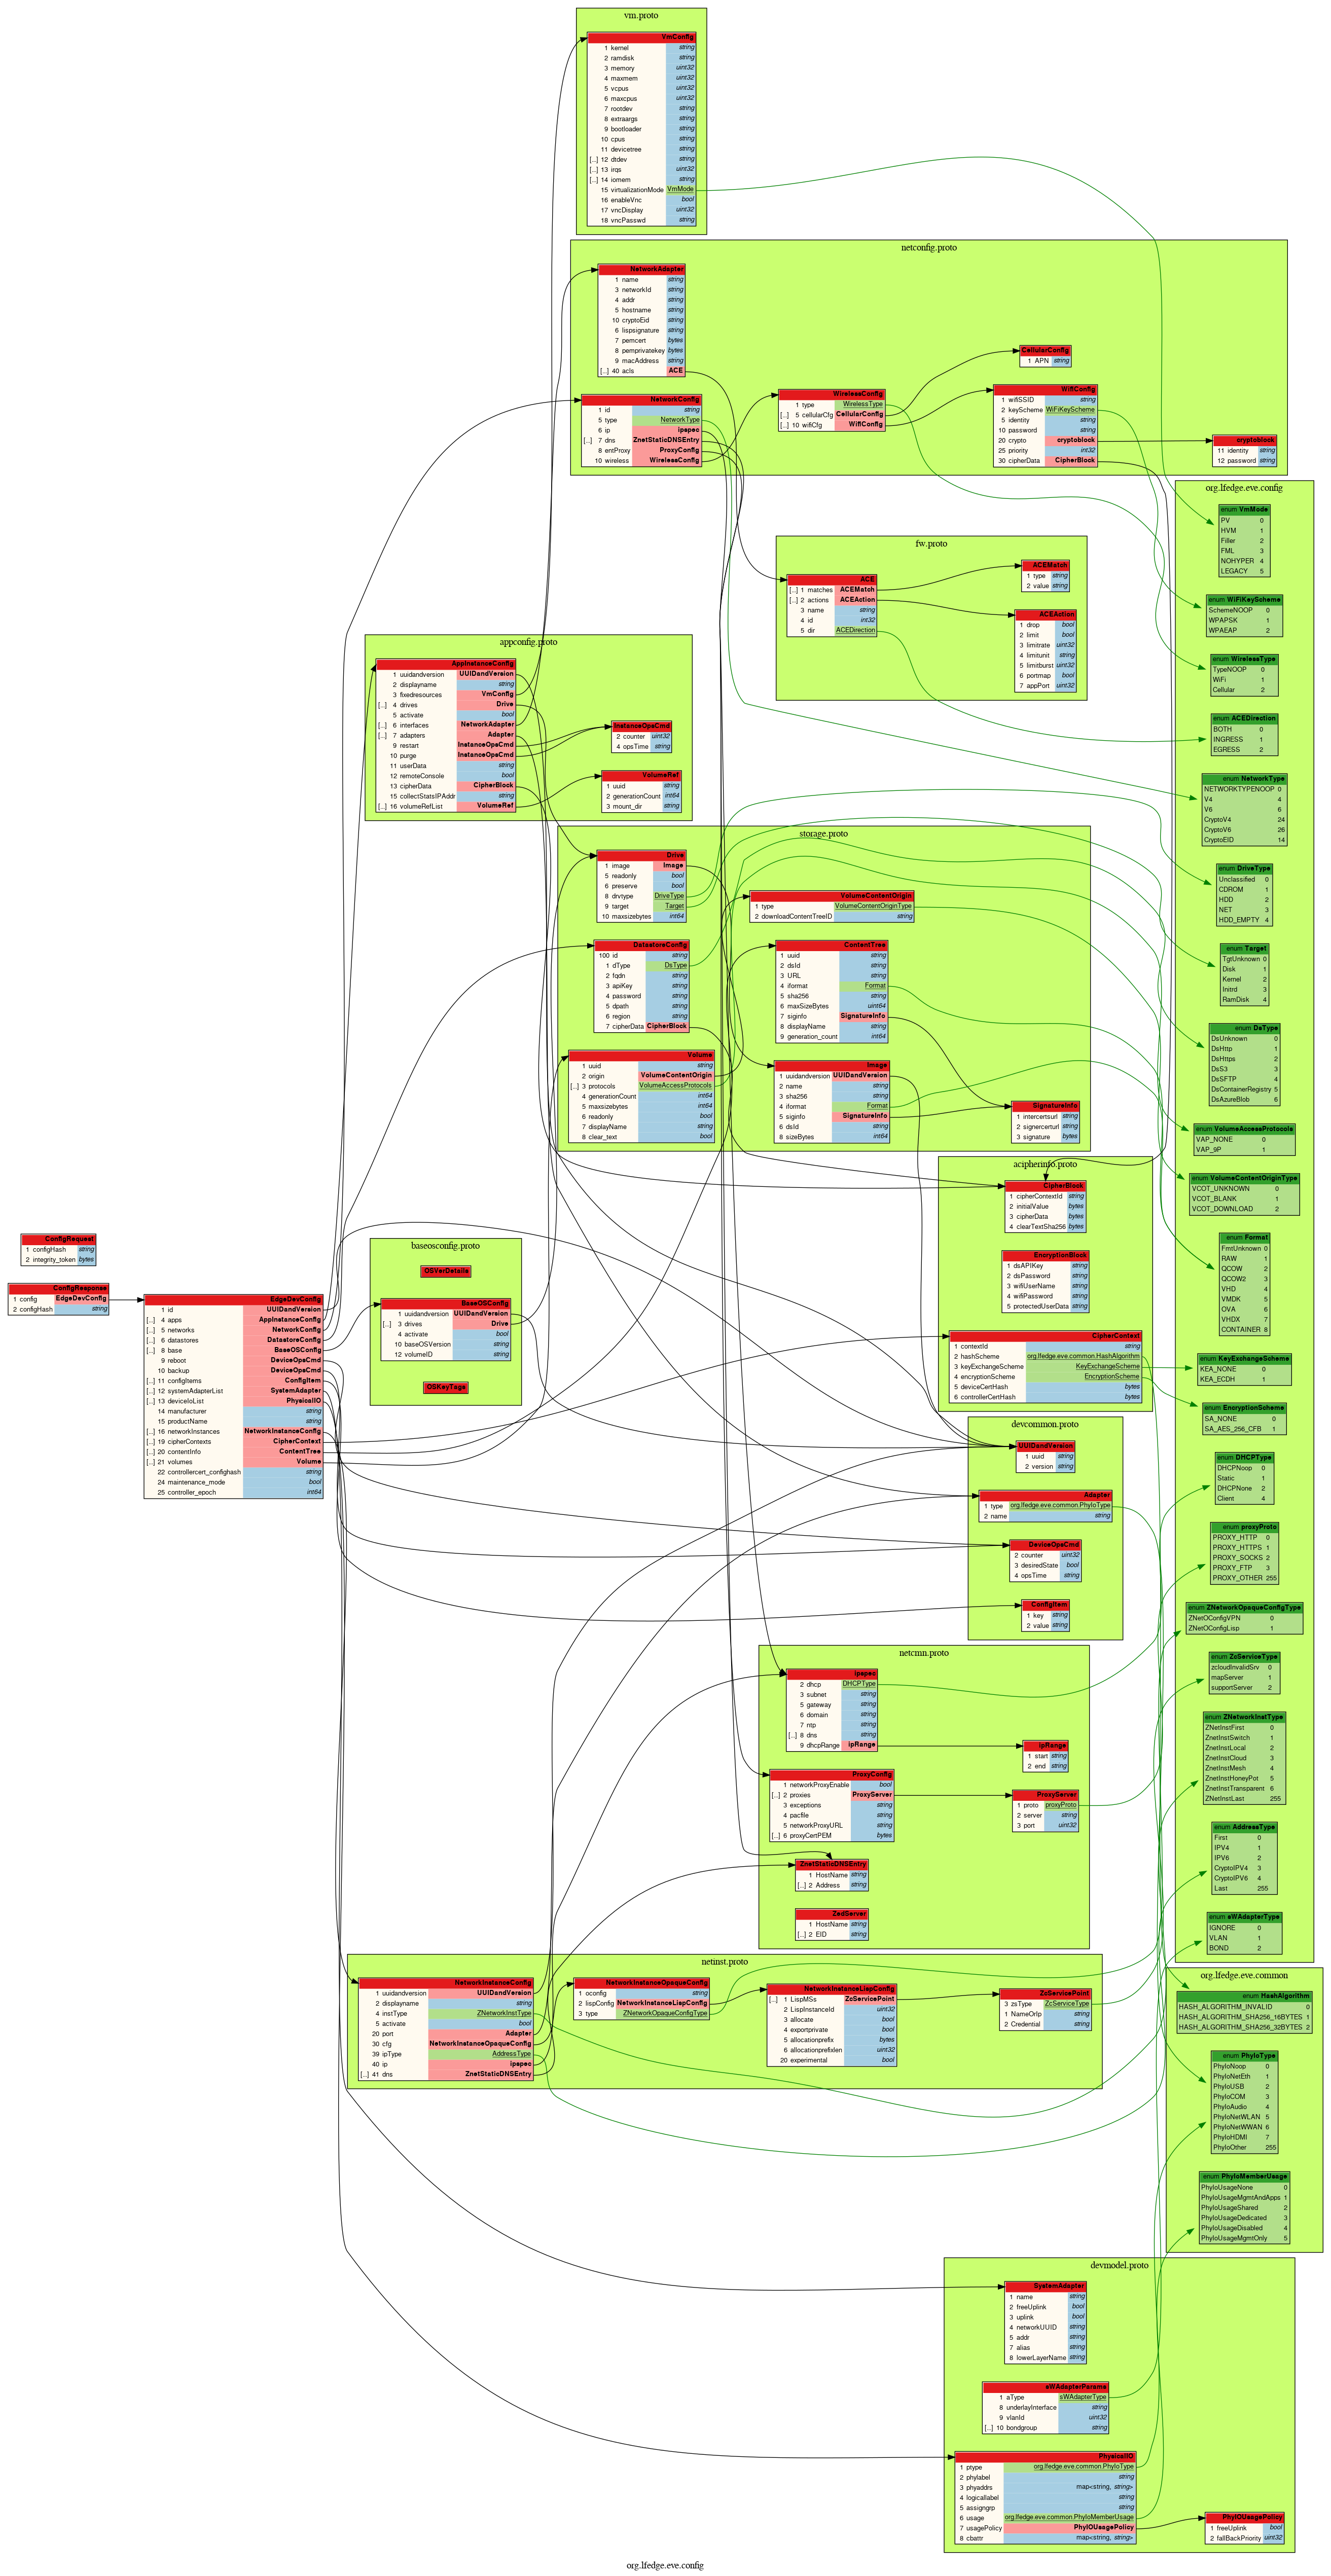 vm.proto
VmConfig
1 kernel string
2 ramdisk string
3 memory uint32
4 maxmem uint32
5 vcpus uint32
6 maxcpus uint32
7 rootdev string
8 extraargs string
9 bootloader string
10 cpus string
11 devicetree string
[...] 12 dtdev string
[...] 13 irqs uint32
[...] 14 iomem string
15 virtualizationMode VmMode
16 enableVnc bool
17 vncDisplay uint32
18 vncPasswd string
netconfig.proto
NetworkAdapter
1 name string
3 networkId string
4 addr string
5 hostname string
10 cryptoEid string
6 lispsignature string
7 pemcert bytes
8 pemprivatekey bytes
9 macAddress string
[...] 40 acls ACE
NetworkConfig
1 id string
5 type NetworkType
6 ip ipspec
[...] 7 dns ZnetStaticDNSEntry
8 entProxy ProxyConfig
10 wireless WirelessConfig
WirelessConfig
1 type WirelessType
[...] 5 cellularCfg CellularConfig
[...] 10 wifiCfg WifiConfig
CellularConfig
1 APN string
WifiConfig
1 wifiSSID string
2 keyScheme WiFiKeyScheme
5 identity string
10 password string
20 crypto cryptoblock
25 priority int32
30 cipherData CipherBlock
cryptoblock
11 identity string
12 password string
fw.proto
ACE
[...] 1 matches ACEMatch
[...] 2 actions ACEAction
3 name string
4 id int32
5 dir ACEDirection
ACEMatch
1 type string
2 value string
ACEAction
1 drop bool
2 limit bool
3 limitrate uint32
4 limitunit string
5 limitburst uint32
6 portmap bool
7 appPort uint32
appconfig.proto
AppInstanceConfig
1 uuidandversion UUIDandVersion
2 displayname string
3 fixedresources VmConfig
[...] 4 drives Drive
5 activate bool
[...] 6 interfaces NetworkAdapter
[...] 7 adapters Adapter
9 restart InstanceOpsCmd
10 purge InstanceOpsCmd
11 userData string
12 remoteConsole bool
13 cipherData CipherBlock
15 collectStatsIPAddr string
[...] 16 volumeRefList VolumeRef
InstanceOpsCmd
2 counter uint32
4 opsTime string
VolumeRef
1 uuid string
2 generationCount int64
3 mount_dir string
storage.proto
Drive
1 image Image
5 readonly bool
6 preserve bool
8 drvtype DriveType
9 target Target
10 maxsizebytes int64
DatastoreConfig
100 id string
1 dType DsType
2 fqdn string
3 apiKey string
4 password string
5 dpath string
6 region string
7 cipherData CipherBlock
Volume
1 uuid string
2 origin VolumeContentOrigin
[...] 3 protocols VolumeAccessProtocols
4 generationCount int64
5 maxsizebytes int64
6 readonly bool
7 displayName string
8 clear_text bool
VolumeContentOrigin
1 type VolumeContentOriginType
2 downloadContentTreeID string
ContentTree
1 uuid string
2 dsId string
3 URL string
4 iformat Format
5 sha256 string
6 maxSizeBytes uint64
7 siginfo SignatureInfo
8 displayName string
9 generation_count int64
Image
1 uuidandversion UUIDandVersion
2 name string
3 sha256 string
4 iformat Format
5 siginfo SignatureInfo
6 dsId string
8 sizeBytes int64
SignatureInfo
1 intercertsurl string
2 signercerturl string
3 signature bytes
acipherinfo.proto
CipherBlock
1 cipherContextId string
2 initialValue bytes
3 cipherData bytes
4 clearTextSha256 bytes
EncryptionBlock
1 dsAPIKey string
2 dsPassword string
3 wifiUserName string
4 wifiPassword string
5 protectedUserData string
CipherContext
1 contextId string
2 hashScheme org.lfedge.eve.common.HashAlgorithm
3 keyExchangeScheme KeyExchangeScheme
4 encryptionScheme EncryptionScheme
5 deviceCertHash bytes
6 controllerCertHash bytes
ConfigRequest
1 configHash string
2 integrity_token bytes
ConfigResponse
1 config EdgeDevConfig
2 configHash string
EdgeDevConfig
1 id UUIDandVersion
[...] 4 apps AppInstanceConfig
[...] 5 networks NetworkConfig
[...] 6 datastores DatastoreConfig
[...] 8 base BaseOSConfig
9 reboot DeviceOpsCmd
10 backup DeviceOpsCmd
[...] 11 configItems ConfigItem
[...] 12 systemAdapterList SystemAdapter
[...] 13 deviceIoList PhysicalIO
14 manufacturer string
15 productName string
[...] 16 networkInstances NetworkInstanceConfig
[...] 19 cipherContexts CipherContext
[...] 20 contentInfo ContentTree
[...] 21 volumes Volume
22 controllercert_confighash string
24 maintenance_mode bool
25 controller_epoch int64
baseosconfig.proto
OSVerDetails
BaseOSConfig
1 uuidandversion UUIDandVersion
[...] 3 drives Drive
4 activate bool
10 baseOSVersion string
12 volumeID string
OSKeyTags
devcommon.proto
UUIDandVersion
1 uuid string
2 version string
Adapter
1 type org.lfedge.eve.common.PhyIoType
2 name string
DeviceOpsCmd
2 counter uint32
3 desiredState bool
4 opsTime string
ConfigItem
1 key string
2 value string
netcmn.proto
ipspec
2 dhcp DHCPType
3 subnet string
5 gateway string
6 domain string
7 ntp string
[...] 8 dns string
9 dhcpRange ipRange
ipRange
1 start string
2 end string
ProxyConfig
1 networkProxyEnable bool
[...] 2 proxies ProxyServer
3 exceptions string
4 pacfile string
5 networkProxyURL string
[...] 6 proxyCertPEM bytes
ProxyServer
1 proto proxyProto
2 server string
3 port uint32
ZnetStaticDNSEntry
1 HostName string
[...] 2 Address string
ZedServer
1 HostName string
[...] 2 EID string
netinst.proto
NetworkInstanceConfig
1 uuidandversion UUIDandVersion
2 displayname string
4 instType ZNetworkInstType
5 activate bool
20 port Adapter
30 cfg NetworkInstanceOpaqueConfig
39 ipType AddressType
40 ip ipspec
[...] 41 dns ZnetStaticDNSEntry
NetworkInstanceOpaqueConfig
1 oconfig string
2 lispConfig NetworkInstanceLispConfig
3 type ZNetworkOpaqueConfigType
NetworkInstanceLispConfig
[...] 1 LispMSs ZcServicePoint
2 LispInstanceId uint32
3 allocate bool
4 exportprivate bool
5 allocationprefix bytes
6 allocationprefixlen uint32
20 experimental bool
ZcServicePoint
3 zsType ZcServiceType
1 NameOrIp string
2 Credential string
devmodel.proto
SystemAdapter
1 name string
2 freeUplink bool
3 uplink bool
4 networkUUID string
5 addr string
7 alias string
8 lowerLayerName string
sWAdapterParams
1 aType sWAdapterType
8 underlayInterface string
9 vlanId uint32
[...] 10 bondgroup string
PhysicalIO
1 ptype org.lfedge.eve.common.PhyIoType
2 phylabel string
3 phyaddrs map<string, string>
4 logicallabel string
5 assigngrp string
6 usage org.lfedge.eve.common.PhyIoMemberUsage
7 usagePolicy PhyIOUsagePolicy
8 cbattr map<string, string>
PhyIOUsagePolicy
1 freeUplink bool
2 fallBackPriority uint32
org.lfedge.eve.config
enum VmMode
PV 0
HVM 1
Filler 2
FML 3
NOHYPER 4
LEGACY 5
enum WiFiKeyScheme
SchemeNOOP 0
WPAPSK 1
WPAEAP 2
enum WirelessType
TypeNOOP 0
WiFi 1
Cellular 2
enum ACEDirection
BOTH 0
INGRESS 1
EGRESS 2
enum NetworkType
NETWORKTYPENOOP 0
V4 4
V6 6
CryptoV4 24
CryptoV6 26
CryptoEID 14
enum DriveType
Unclassified 0
CDROM 1
HDD 2
NET 3
HDD_EMPTY 4
enum Target
TgtUnknown 0
Disk 1
Kernel 2
Initrd 3
RamDisk 4
enum DsType
DsUnknown 0
DsHttp 1
DsHttps 2
DsS3 3
DsSFTP 4
DsContainerRegistry 5
DsAzureBlob 6
enum VolumeAccessProtocols
VAP_NONE 0
VAP_9P 1
enum VolumeContentOriginType
VCOT_UNKNOWN 0
VCOT_BLANK 1
VCOT_DOWNLOAD 2
enum Format
FmtUnknown 0
RAW 1
QCOW 2
QCOW2 3
VHD 4
VMDK 5
OVA 6
VHDX 7
CONTAINER 8
enum KeyExchangeScheme
KEA_NONE 0
KEA_ECDH 1
enum EncryptionScheme
SA_NONE 0
SA_AES_256_CFB 1
enum DHCPType
DHCPNoop 0
Static 1
DHCPNone 2
Client 4
enum proxyProto
PROXY_HTTP 0
PROXY_HTTPS 1
PROXY_SOCKS 2
PROXY_FTP 3
PROXY_OTHER 255
enum ZNetworkOpaqueConfigType
ZNetOConfigVPN 0
ZNetOConfigLisp 1
enum ZcServiceType
zcloudInvalidSrv 0
mapServer 1
supportServer 2
enum ZNetworkInstType
ZNetInstFirst 0
ZnetInstSwitch 1
ZnetInstLocal 2
ZnetInstCloud 3
ZnetInstMesh 4
ZnetInstHoneyPot 5
ZnetInstTransparent 6
ZNetInstLast 255
enum AddressType
First 0
IPV4 1
IPV6 2
CryptoIPV4 3
CryptoIPV6 4
Last 255
enum sWAdapterType
IGNORE 0
VLAN 1
BOND 2
org.lfedge.eve.common
enum HashAlgorithm
HASH_ALGORITHM_INVALID 0
HASH_ALGORITHM_SHA256_16BYTES 1
HASH_ALGORITHM_SHA256_32BYTES 2
enum PhyIoType
PhyIoNoop 0
PhyIoNetEth 1
PhyIoUSB 2
PhyIoCOM 3
PhyIoAudio 4
PhyIoNetWLAN 5
PhyIoNetWWAN 6
PhyIoHDMI 7
PhyIoOther 255
enum PhyIoMemberUsage
PhyIoUsageNone 0
PhyIoUsageMgmtAndApps 1
PhyIoUsageShared 2
PhyIoUsageDedicated 3
PhyIoUsageDisabled 4
PhyIoUsageMgmtOnly 5
org.lfedge.eve.config